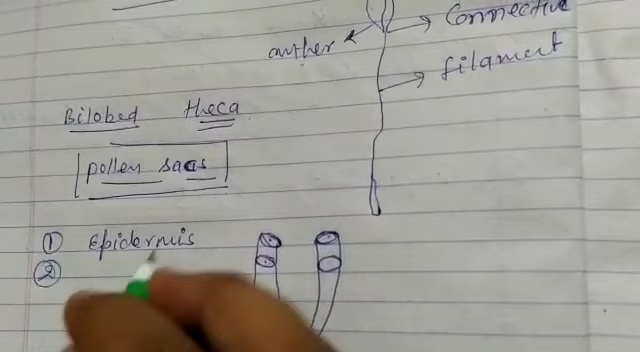 Connective
anther
filament
Bilobed theca
pollen sacs
① Epidermis
②